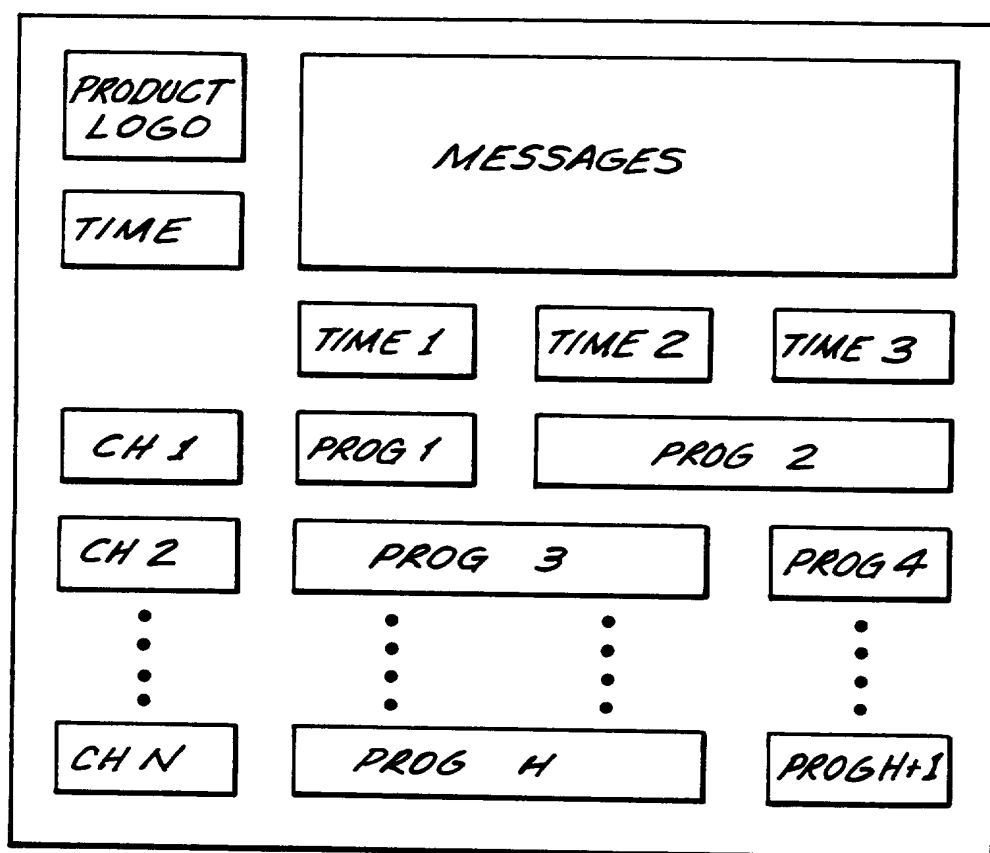 PRODUCT
LOGO
MESSAGES
TIME
TIME 1
TIME 2
TIME 3
CH 1
PROG 1
PROG 2
CH 2
PROG 3
PROG 4
CH N
PROG H
PROG H+1